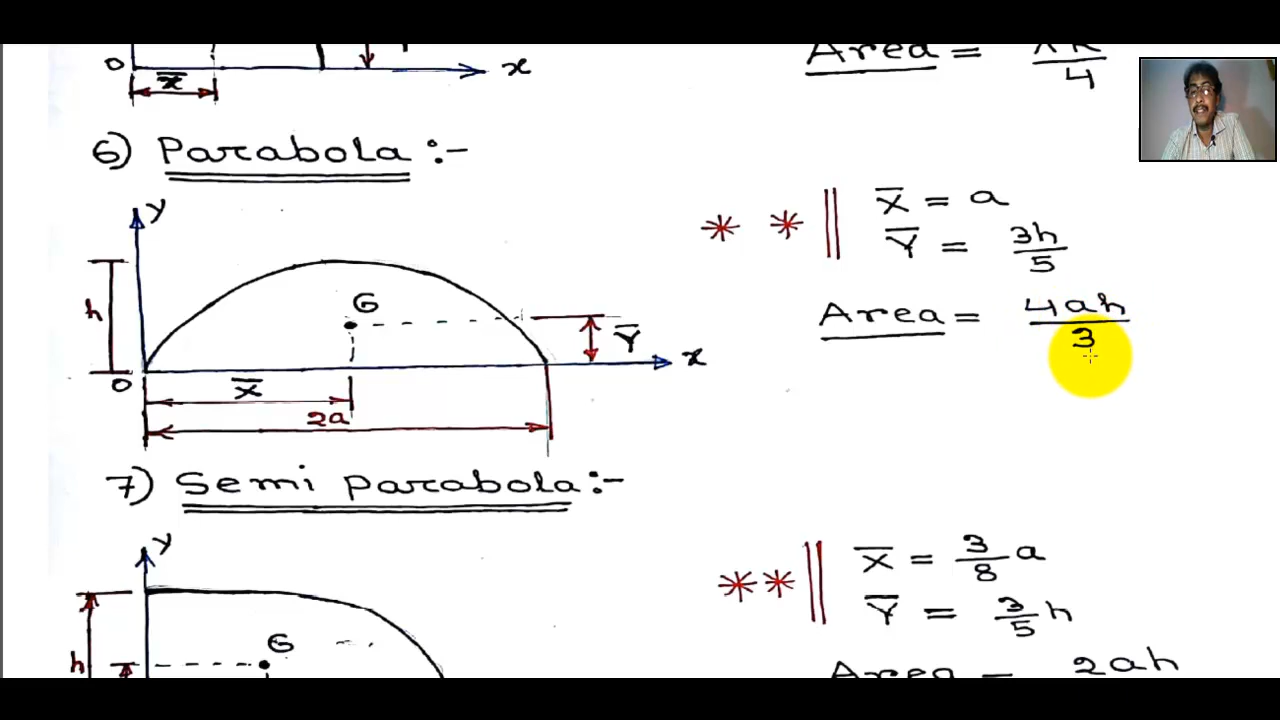 O x̄ x
Area = πR/4
6) Parabola :-
y
h
G
O
X̄
2a
Ȳ
x
* * || X̄ = a
Ȳ = 3h/5
Area = 4ah/3
7) Semi parabola :-
y
h
G
** || X̄ = 3/8 a
Ȳ = 3/5 h
Area = 2ah